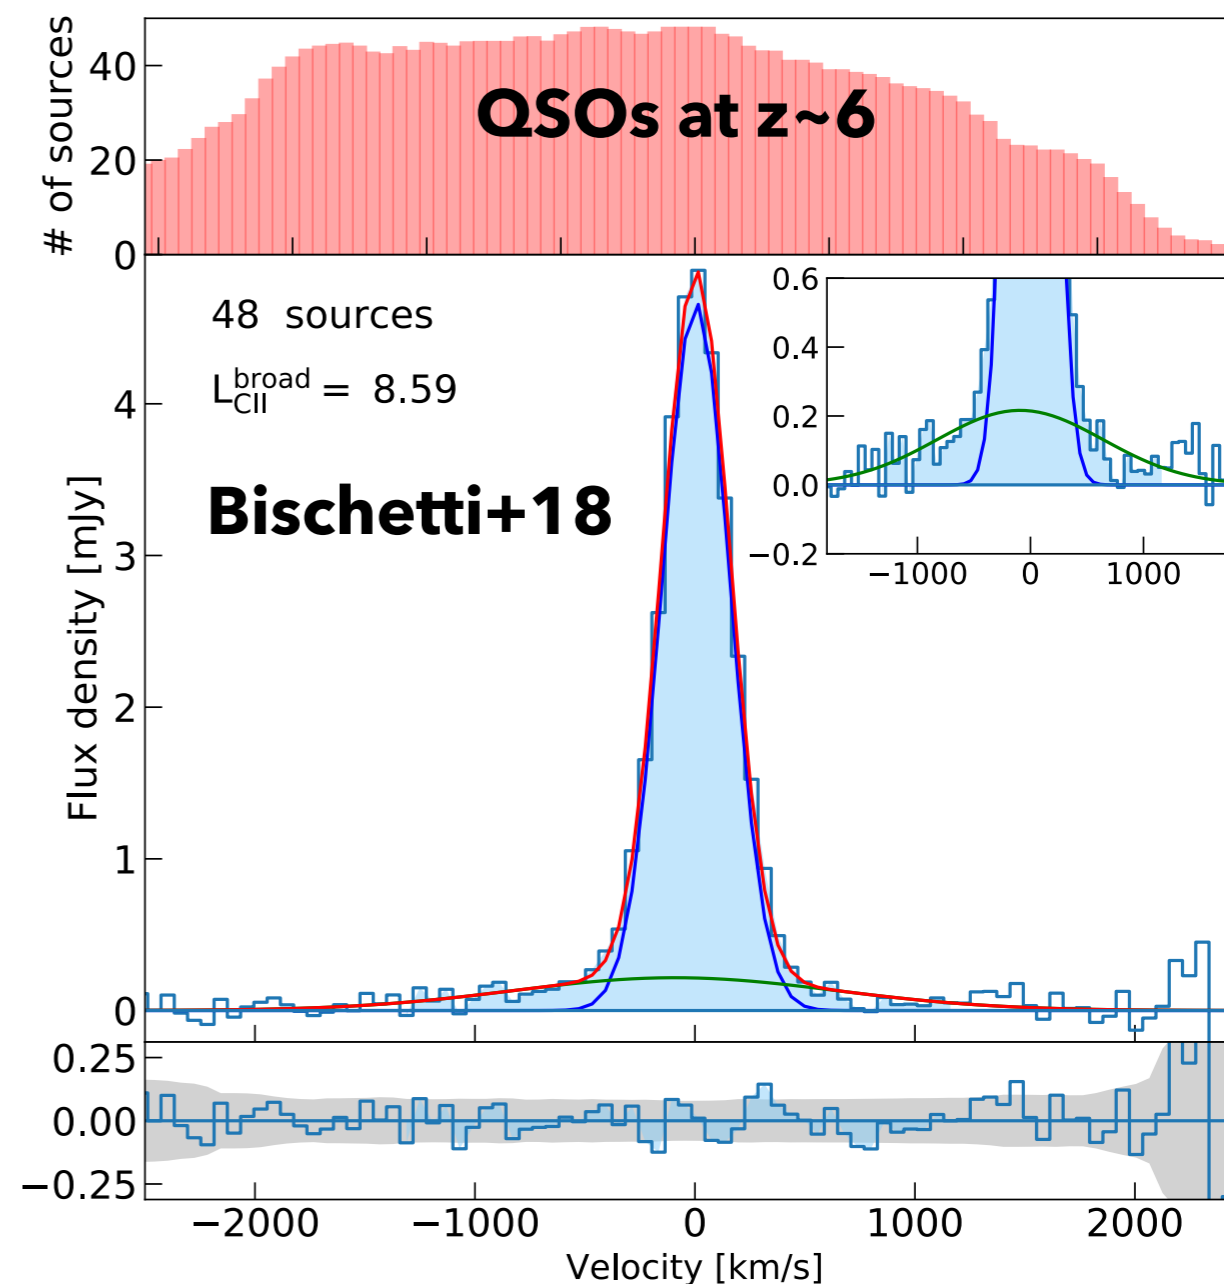 # of sources
40
20
0
QSOs at z~6
48 sources
L_CII^broad = 8.59
Bischetti+18
Flux density [mJy]
4
3
2
1
0
0.6
0.4
0.2
0.0
−0.2
−1000 0 1000
0.25
0.00
−0.25
−2000 −1000 0 1000 2000
Velocity [km/s]